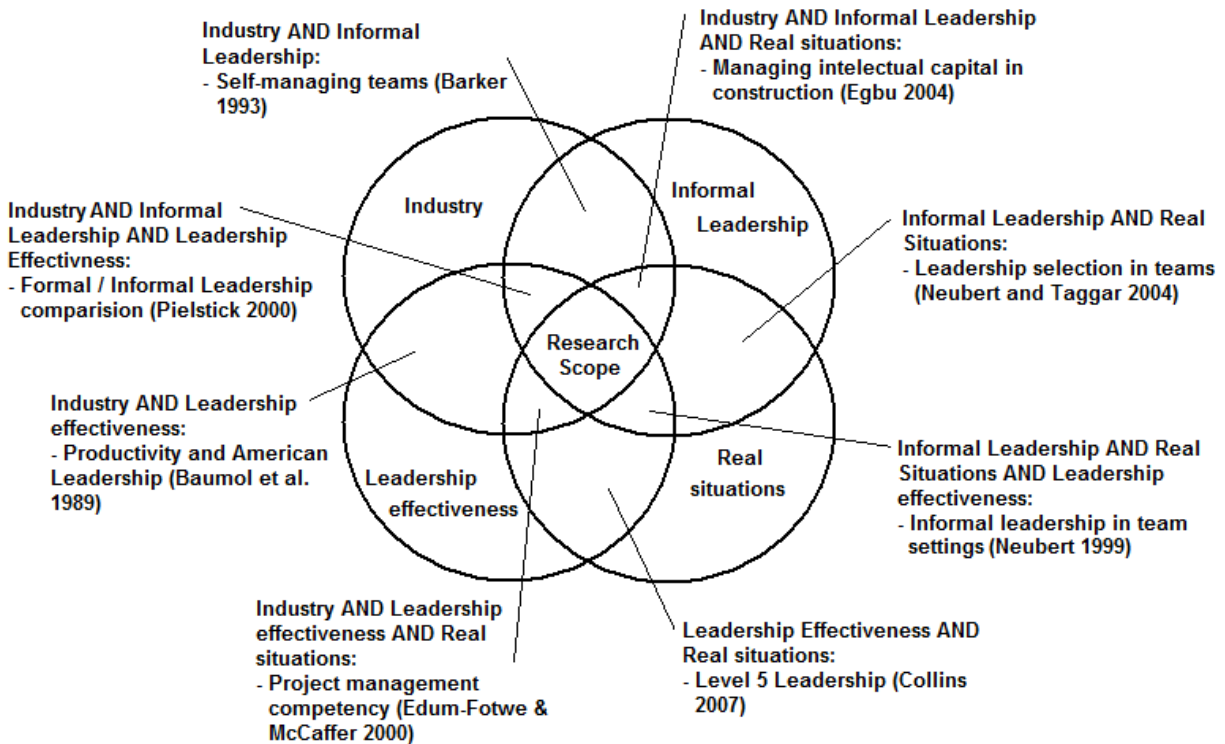 Industry AND Informal
Leadership:
- Self-managing teams (Barker
1993)
Industry AND Informal Leadership
AND Real situations:
- Managing intelectual capital in
construction (Egbu 2004)
Industry
Informal
Leadership
Industry AND Informal
Leadership AND Leadership
Effectivness:
- Formal / Informal Leadership
comparision (Pielstick 2000)
Informal Leadership AND Real
Situations:
- Leadership selection in teams
(Neubert and Taggar 2004)
Research
Scope
Industry AND Leadership
effectiveness:
- Productivity and American
Leadership (Baumol et al.
1989)
Leadership
effectiveness
Real
situations
Informal Leadership AND Real
Situations AND Leadership
effectiveness:
- Informal leadership in team
settings (Neubert 1999)
Industry AND Leadership
effectiveness AND Real
situations:
- Project management
competency (Edum-Fotwe &
McCaffer 2000)
Leadership Effectiveness AND
Real situations:
- Level 5 Leadership (Collins
2007)